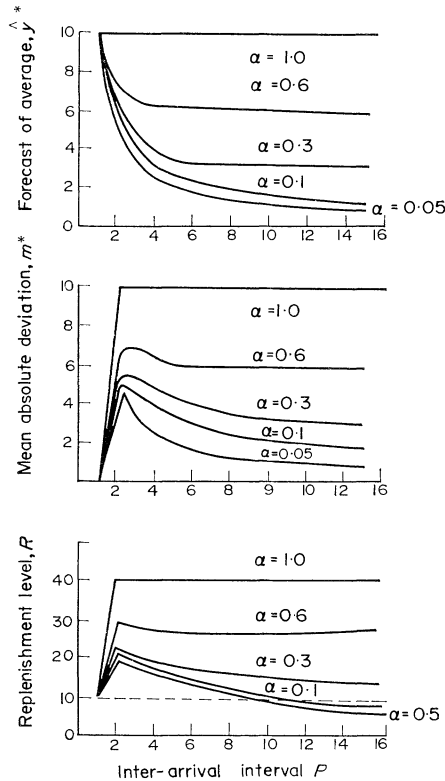 Forecast of average, ŷ*
10
8
6
4
2
0
α = 1·0
α = 0·6
α = 0·3
α = 0·1
α = 0·05
2 4 6 8 10 12 14 16
Mean absolute deviation, m*
10
8
6
4
2
α = 1·0
α = 0·6
α = 0·3
α = 0·1
α = 0·05
2 4 6 8 9 10 12 16
Replenishment level, R
40
30
20
10
0
α = 1·0
α = 0·6
α = 0·3
α = 0·1
α = 0·5
2 4 6 8 10 12 14 16
Inter-arrival interval P